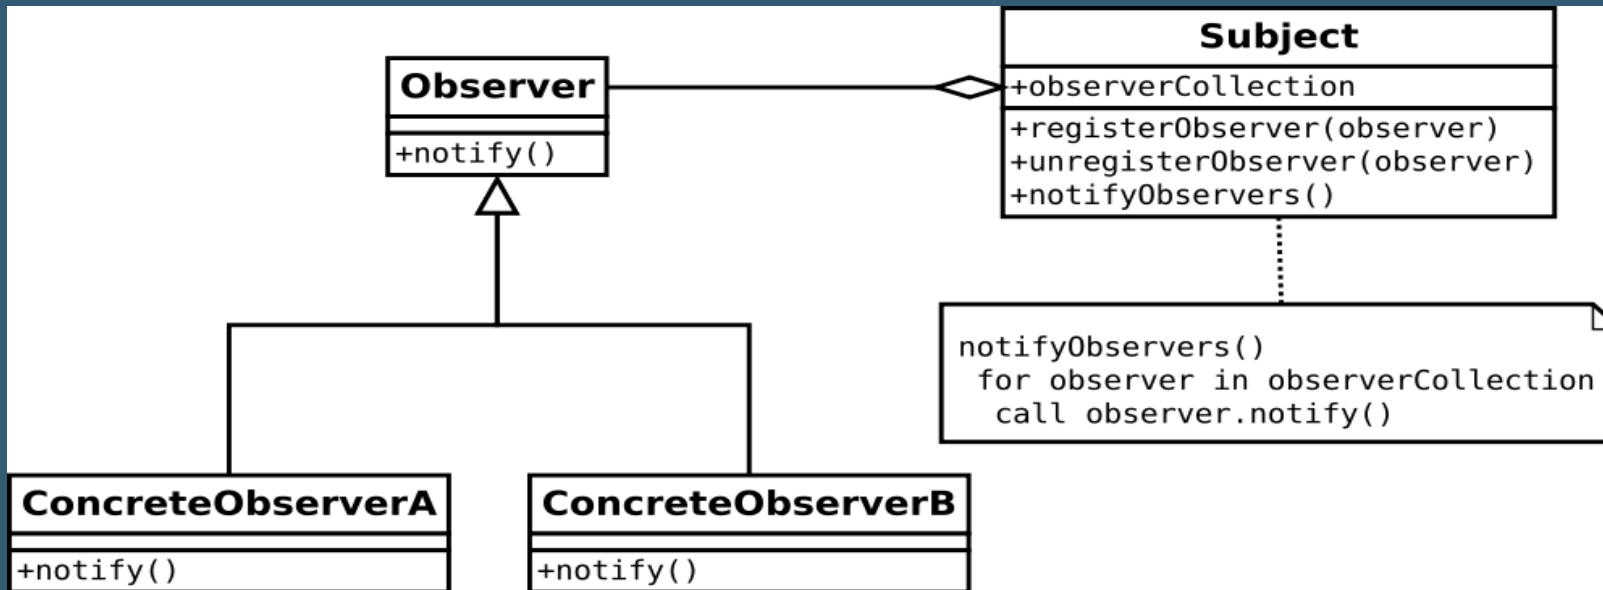 Observer
+notify()
Subject
+observerCollection
+registerObserver(observer)
+unregisterObserver(observer)
+notifyObservers()
notifyObservers()
for observer in observerCollection
call observer.notify()
ConcreteObserverA
+notify()
ConcreteObserverB
+notify()